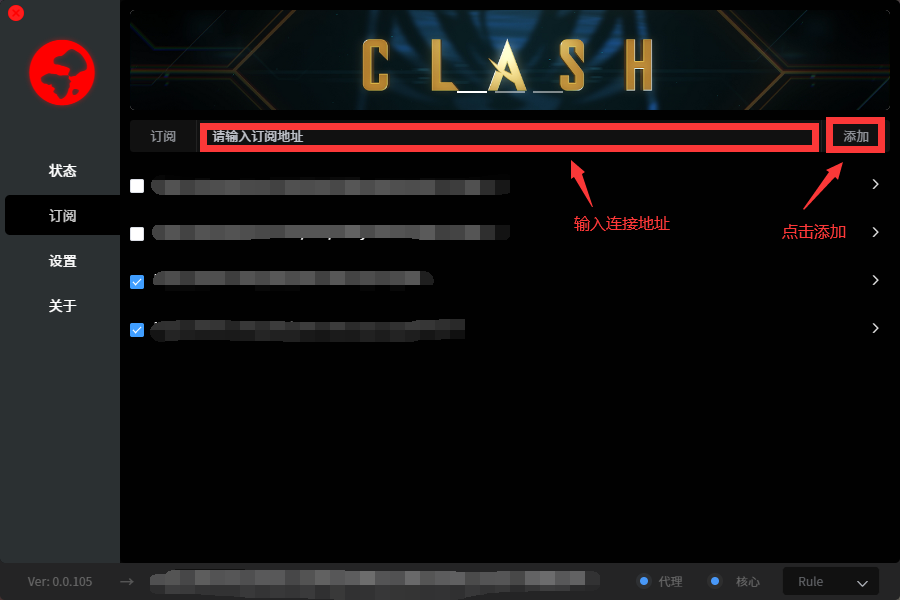 CLASH
订阅
请输入订阅地址
添加
输入连接地址
点击添加
状态
订阅
设置
关于
Ver: 0.0.105
代理
核心
Rule